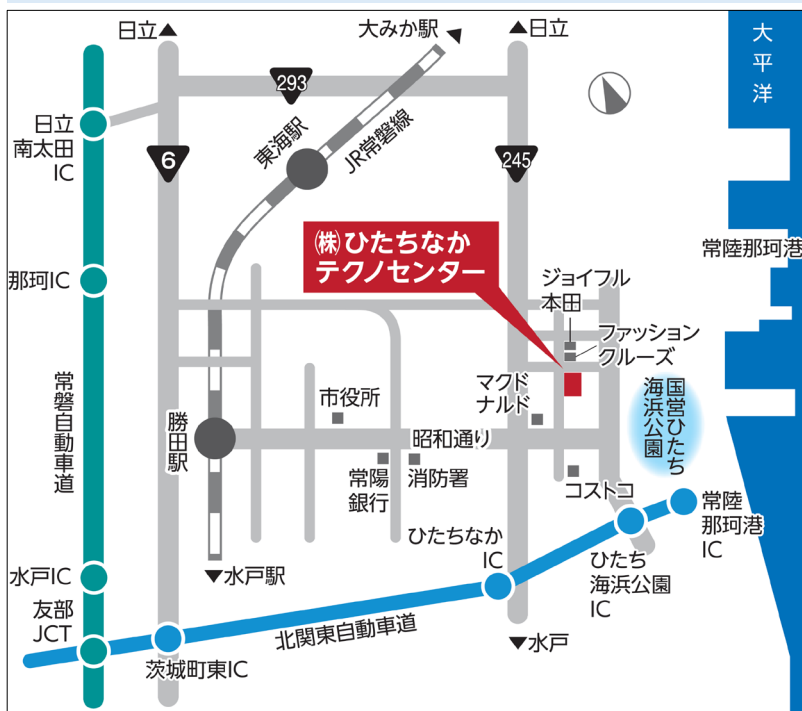 日立▲
大みか駅
▲日立
大平洋
293
日立
南太田
IC
東海駅
JR常磐線
6
245
㈱ひたちなか
テクノセンター
常陸那珂港
ジョイフル
本田
那珂IC
ファッション
クルーズ
常磐自動車道
マクド
ナルド
国営ひたち
海浜公園
市役所
勝田駅
昭和通り
常陽
銀行
消防署
コストコ
常陸
那珂港
IC
ひたちなか
IC
ひたち
海浜公園
IC
水戸IC
▼水戸駅
友部
JCT
北関東自動車道
▼水戸
茨城町東IC